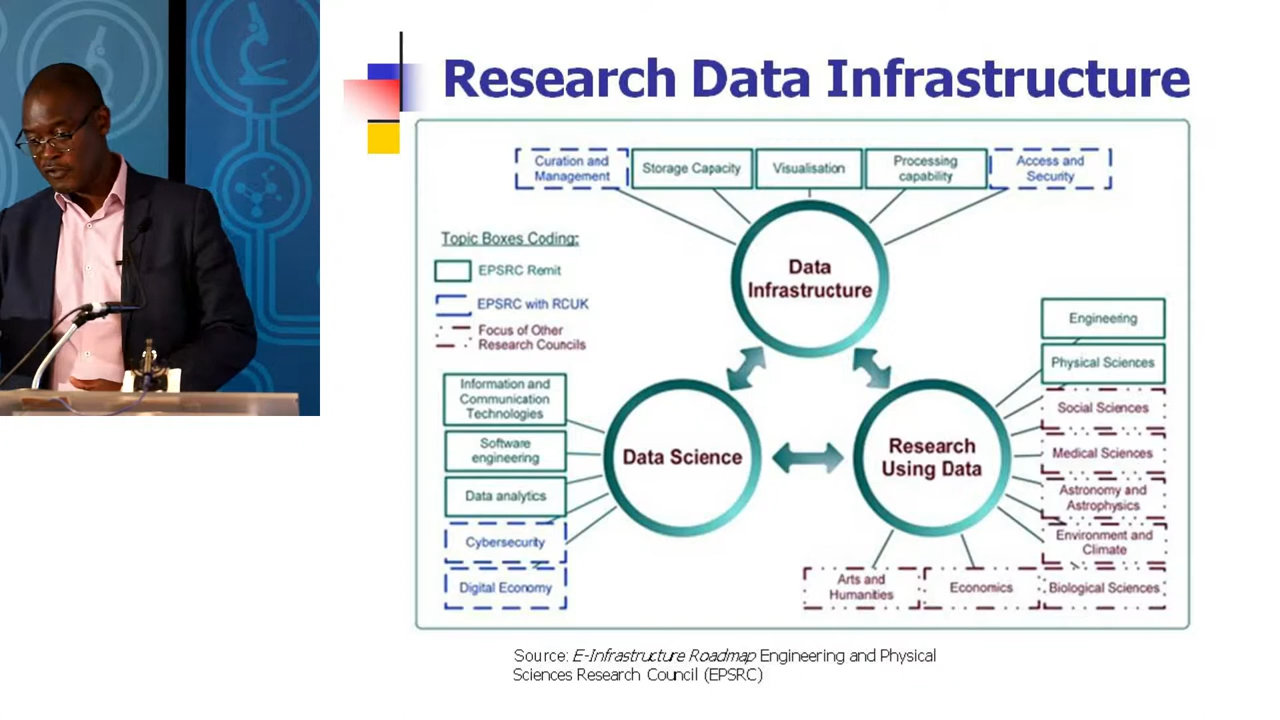 Research Data Infrastructure
Curation and
Management
Storage Capacity
Visualisation
Processing
capability
Access and
Security
Topic Boxes Coding:
EPSRC Remit
EPSRC with RCUK
Focus of Other
Research Councils
Data
Infrastructure
Information and
Communication
Technologies
Software
engineering
Data analytics
Cybersecurity
Digital Economy
Data Science
Research
Using Data
Engineering
Physical Sciences
Social Sciences
Medical Sciences
Astronomy and
Astrophysics
Environment and
Climate
Biological Sciences
Arts and
Humanities
Economics
Source: E-Infrastructure Roadmap Engineering and Physical
Sciences Research Council (EPSRC)